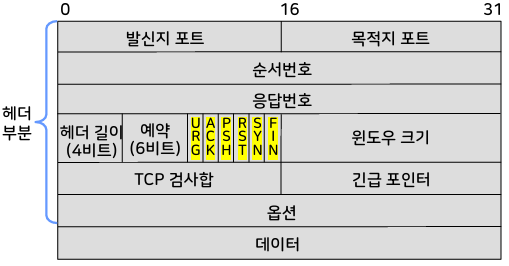 0 16 31
발신지 포트 목적지 포트
순서번호
응답번호
헤더
부분
헤더 길이
(4비트)
예약
(6비트)
URG
ACK
PSH
RST
SYN
FIN
윈도우 크기
TCP 검사합 긴급 포인터
옵션
데이터